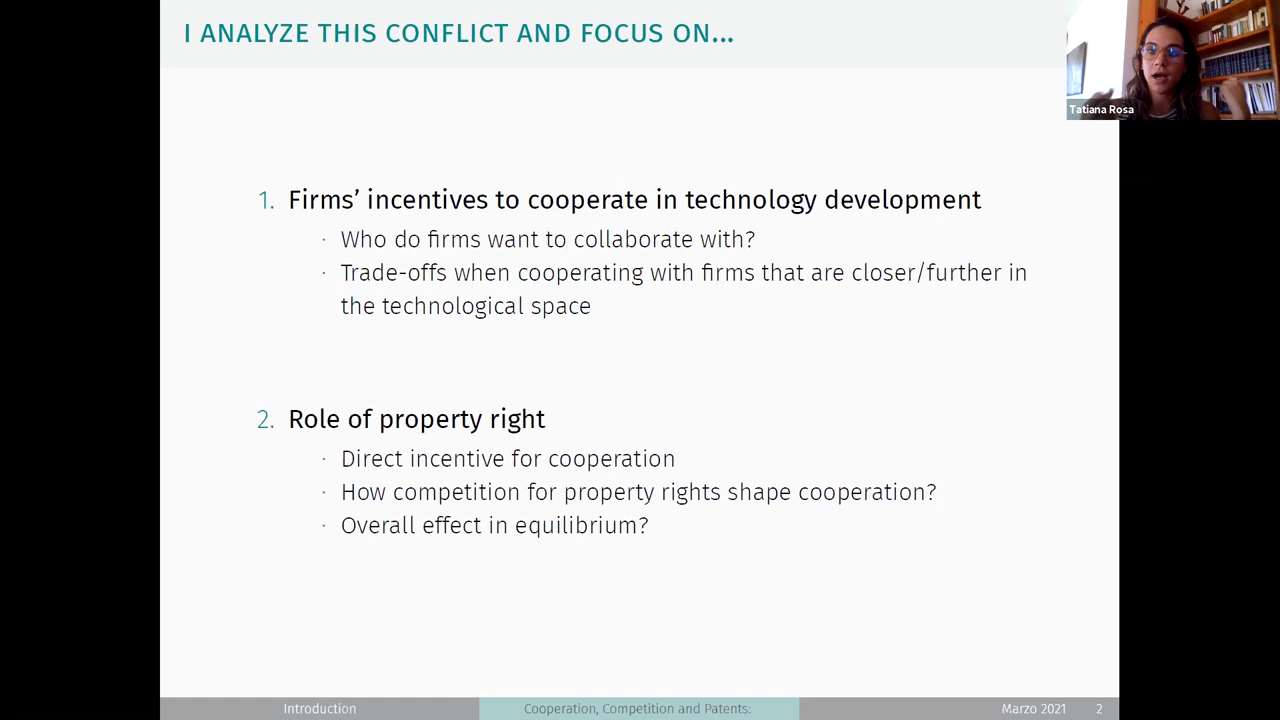 I ANALYZE THIS CONFLICT AND FOCUS ON...
Tatiana Rosa
1. Firms' incentives to cooperate in technology development
· Who do firms want to collaborate with?
· Trade-offs when cooperating with firms that are closer/further in
the technological space
2. Role of property right
· Direct incentive for cooperation
· How competition for property rights shape cooperation?
· Overall effect in equilibrium?
Introduction
Cooperation, Competition and Patents:
Marzo 2021
2